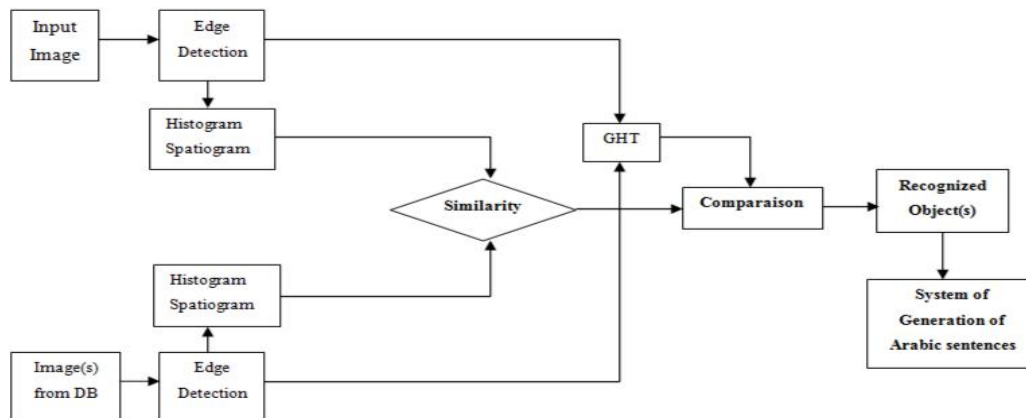 Input
Image
Edge
Detection
Histogram
Spatiogram
GHT
Similarity
Comparaison
Recognized
Object(s)
Histogram
Spatiogram
System of
Generation of
Arabic sentences
Image(s)
from DB
Edge
Detection